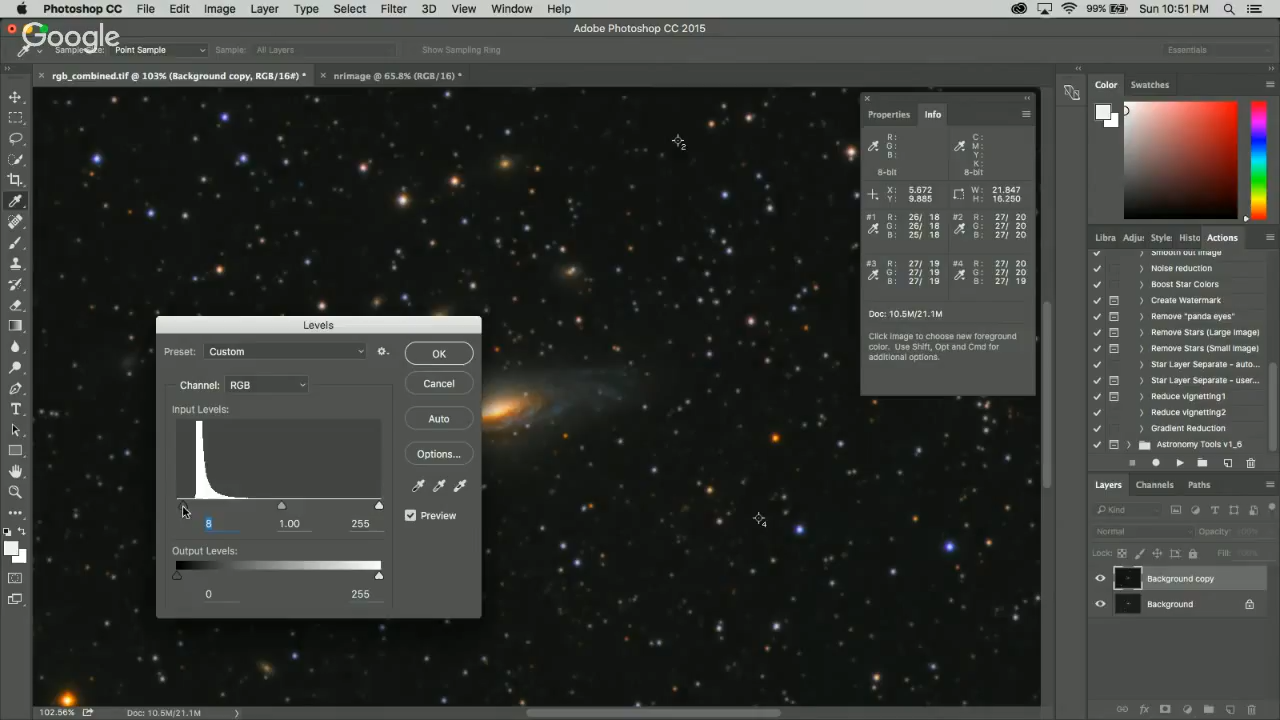 Photoshop CC File Edit Image Layer Type Select Filter 3D View Window Help 99% Sun 10:51 PM
Google
Adobe Photoshop CC 2015
Sample Size: Point Sample Sample: All Layers Show Sampling Ring Essentials
rgb_combined.tif @ 103% (Background copy, RGB/16#) * nrimage @ 65.8% (RGB/16) *
Properties Info
R: C:
G: M:
B: Y:
K:
8-bit 8-bit
X: 5.672 W: 21.847
Y: 9.885 H: 16.250
#1 R: 26/ 18 #2 R: 27/ 20
G: 26/ 18 G: 27/ 20
B: 25/ 18 B: 27/ 20
#3 R: 27/ 19 #4 R: 27/ 20
G: 27/ 19 G: 27/ 20
B: 27/ 19 B: 27/ 19
Doc: 10.5M/21.1M
Click image to choose new foreground
color. Use Shift, Opt and Cmd for
additional options.
2
4
Levels
Preset: Custom
OK
Channel: RGB
Cancel
Input Levels:
Auto
Options...
Preview
8 1.00 255
Output Levels:
0 255
Color Swatches
Libra Adju: Style: Histo Actions
Smooth out image
Noise reduction
Boost Star Colors
Create Watermark
Remove "panda eyes"
Remove Stars (Large Image)
Remove Stars (Small Image)
Star Layer Separate - auto...
Star Layer Separate - user...
Reduce vignetting1
Reduce vignetting2
Gradient Reduction
Astronomy Tools v1_6
Layers Channels Paths
Kind
Normal Opacity: 100%
Lock: Fill: 100%
Background copy
Background
102.56% Doc: 10.5M/21.1M